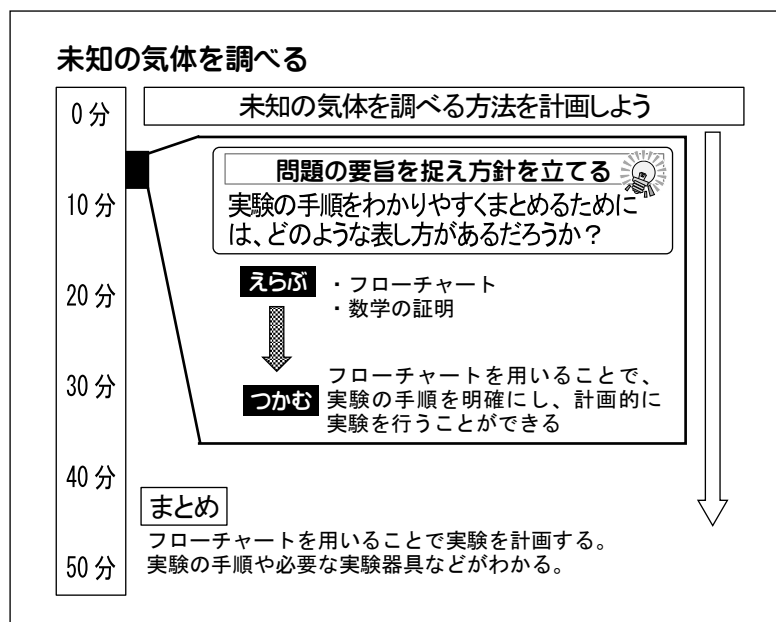 未知の気体を調べる
0分
未知の気体を調べる方法を計画しよう
問題の要旨を捉え方針を立てる
10分
実験の手順をわかりやすくまとめるために
は、どのような表し方があるだろうか？
20分
えらぶ
・フローチャート
・数学の証明
30分
つかむ
フローチャートを用いることで、
実験の手順を明確にし、計画的に
実験を行うことができる
40分
まとめ
フローチャートを用いることで実験を計画する。
実験の手順や必要な実験器具などがわかる。
50分